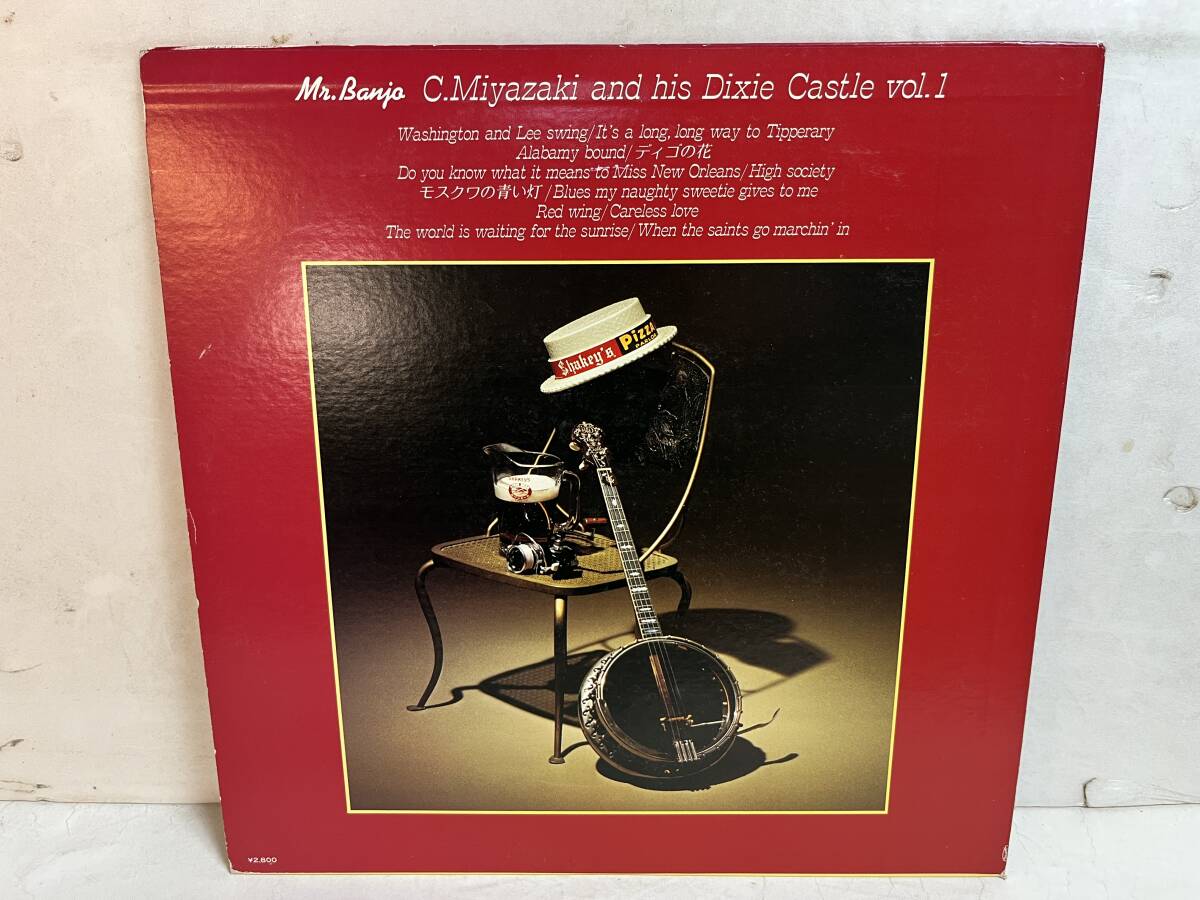 Mr. Banjo C.Miyazaki and his Dixie Castle vol.1
Washington and Lee swing/It's a long, long way to Tipperary
Alabamy bound/ディゴの花
Do you know what it means to Miss New Orleans/High society
モスクワの青い灯/Blues my naughty sweetie gives to me
Red wing/Careless love
The world is waiting for the sunrise/When the saints go marchin' in
Shakey's Pizza
PARLOR
SHAKEY'S
¥2,800